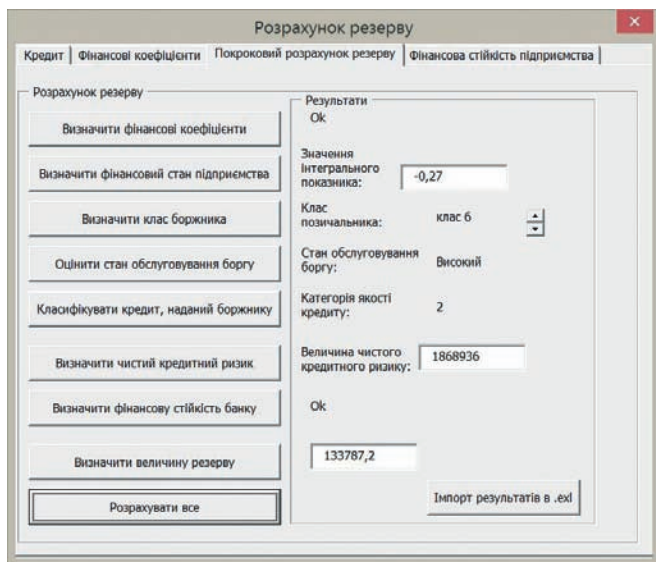 Розрахунок резерву
Кредит
Фінансові коефіцієнти
Покроковий розрахунок резерву
Фінансова стійкість підприємства
Розрахунок резерву
Визначити фінансові коефіцієнти
Визначити фінансовий стан підприємства
Визначити клас боржника
Оцінити стан обслуговування боргу
Класифікувати кредит, наданий боржнику
Визначити чистий кредитний ризик
Визначити фінансову стійкість банку
Визначити величину резерву
Розрахувати все
Результати
Ok
Значення
інтегрального
показника:
-0,27
Клас
позичальника:
клас 6
Стан обслуговування
боргу:
Високий
Категорія якості
кредиту:
2
Величина чистого
кредитного ризику:
1868936
Ok
133787,2
Імпорт результатів в .exl